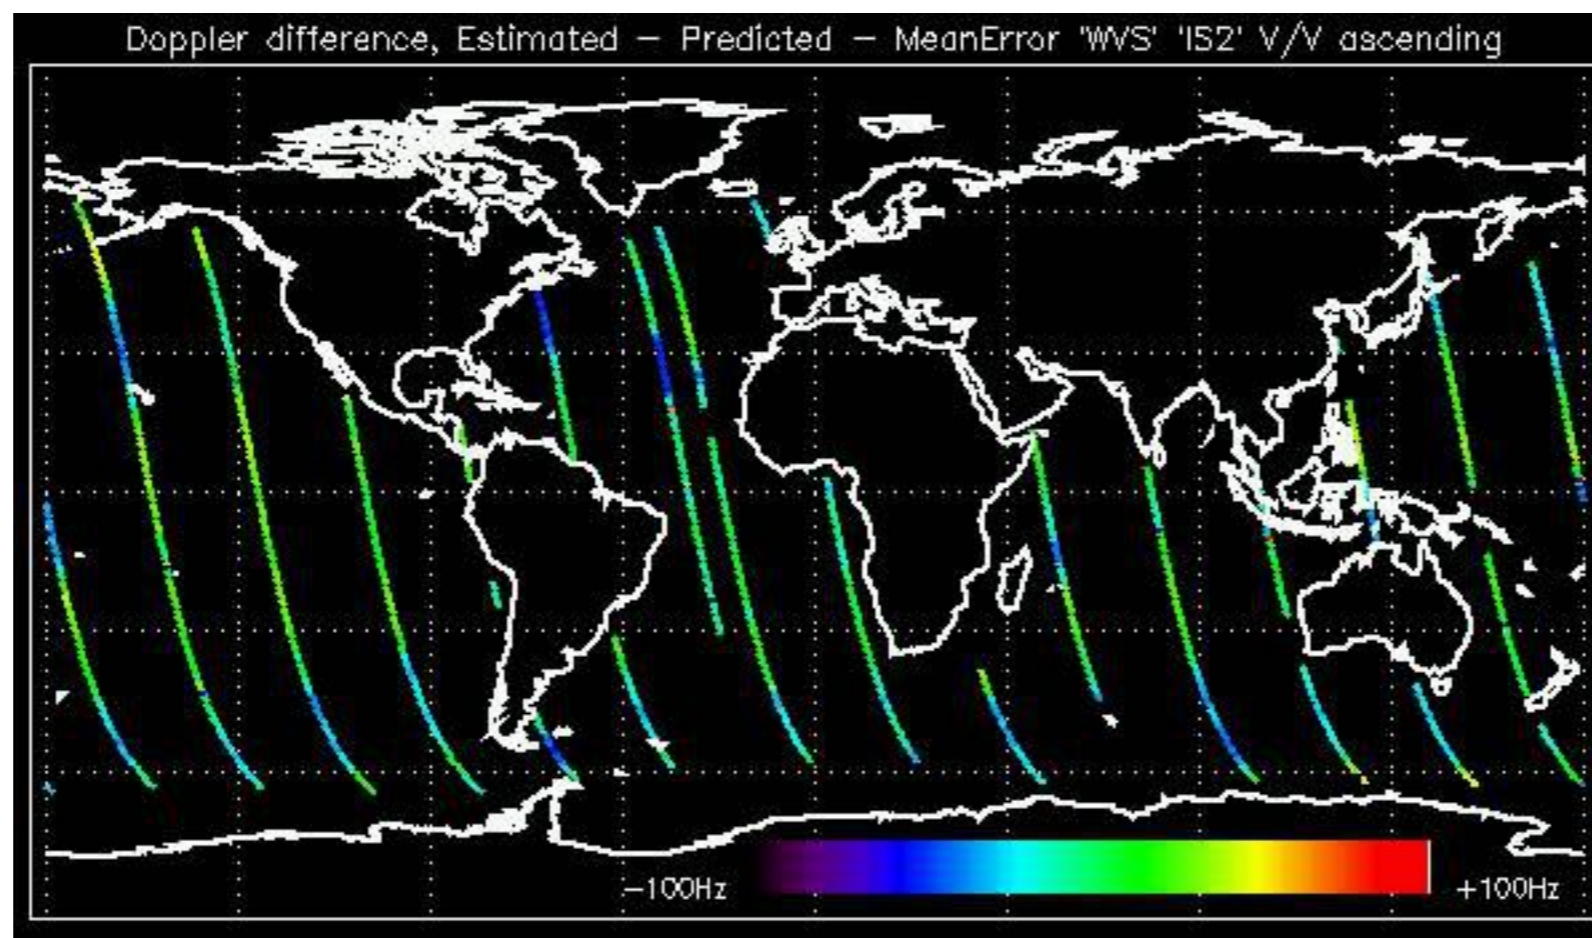 Doppler difference, Estimated – Predicted – MeanError 'WVS' 'IS2' V/V ascending
–100Hz
+100Hz